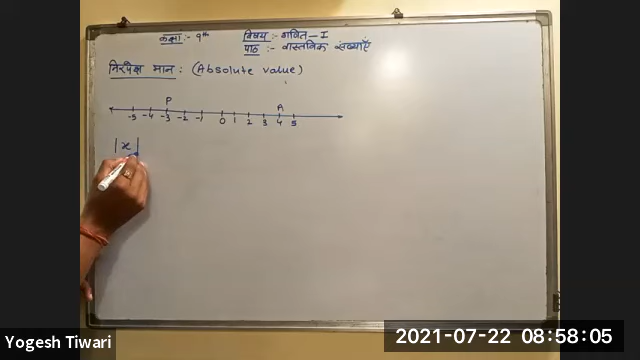 कक्षा :- 9th विषय :- गणित - I
पाठ :- वास्तविक संख्याएँ
निरपेक्ष मान : (Absolute value)
P A
-5 -4 -3 -2 -1 0 1 2 3 4 5
|x|
Yogesh Tiwari
2021-07-22 08:58:05